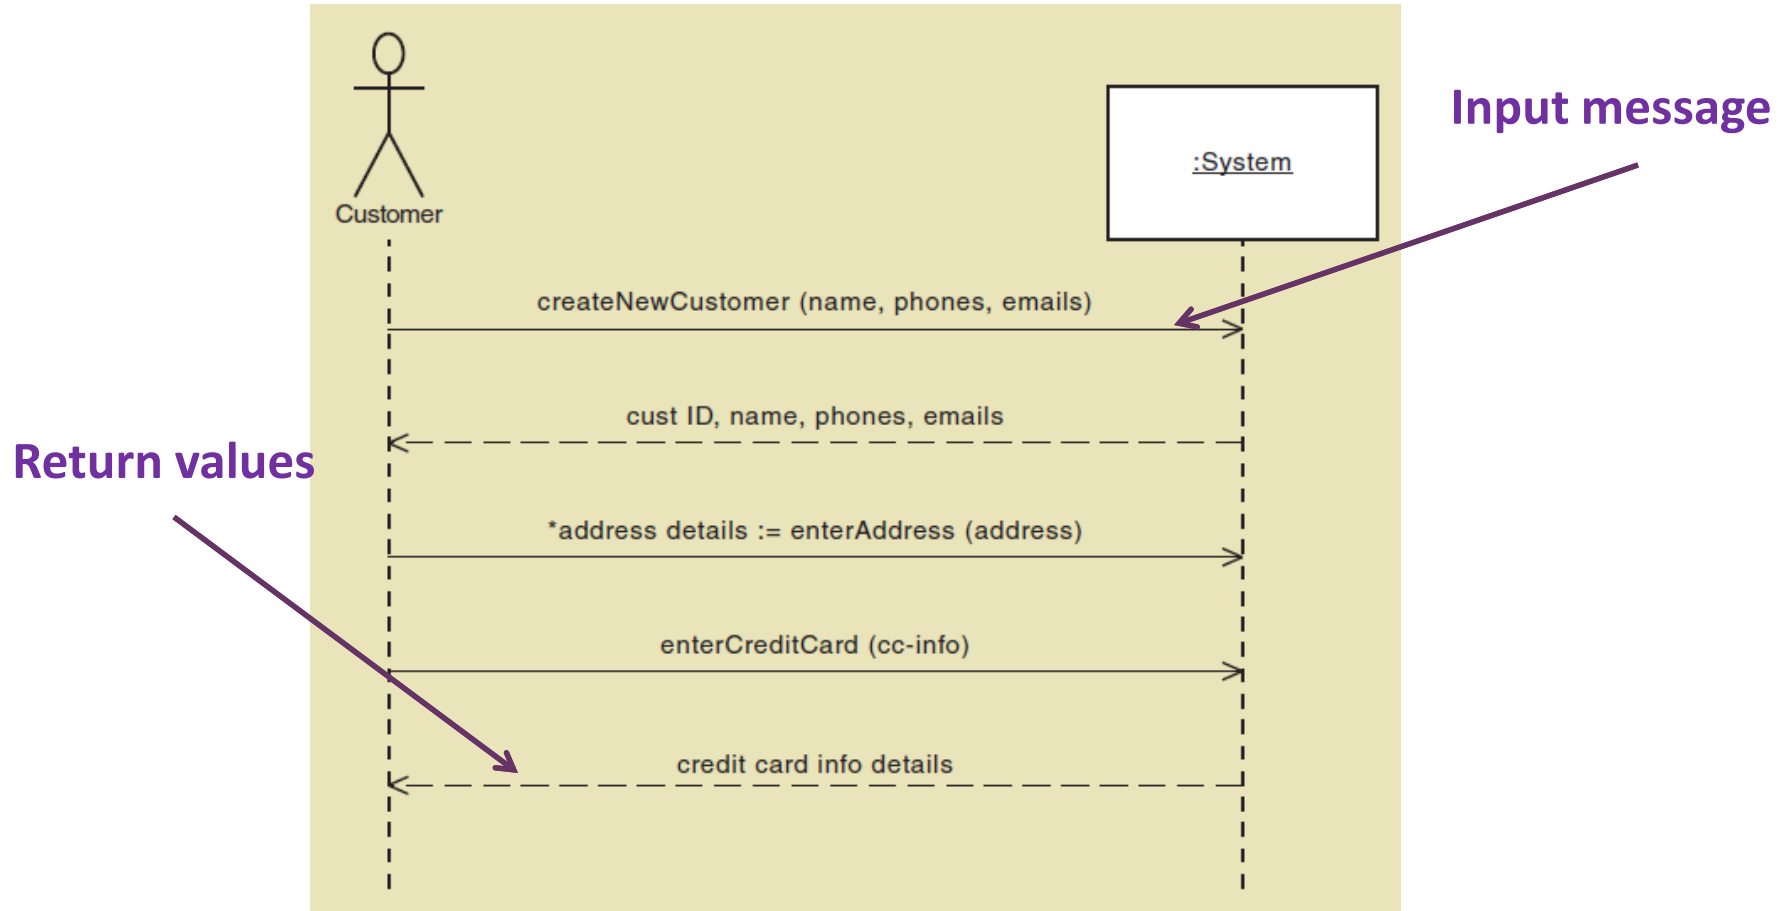 Input message
:System
Customer
createNewCustomer (name, phones, emails)
cust ID, name, phones, emails
Return values
*address details := enterAddress (address)
enterCreditCard (cc-info)
credit card info details